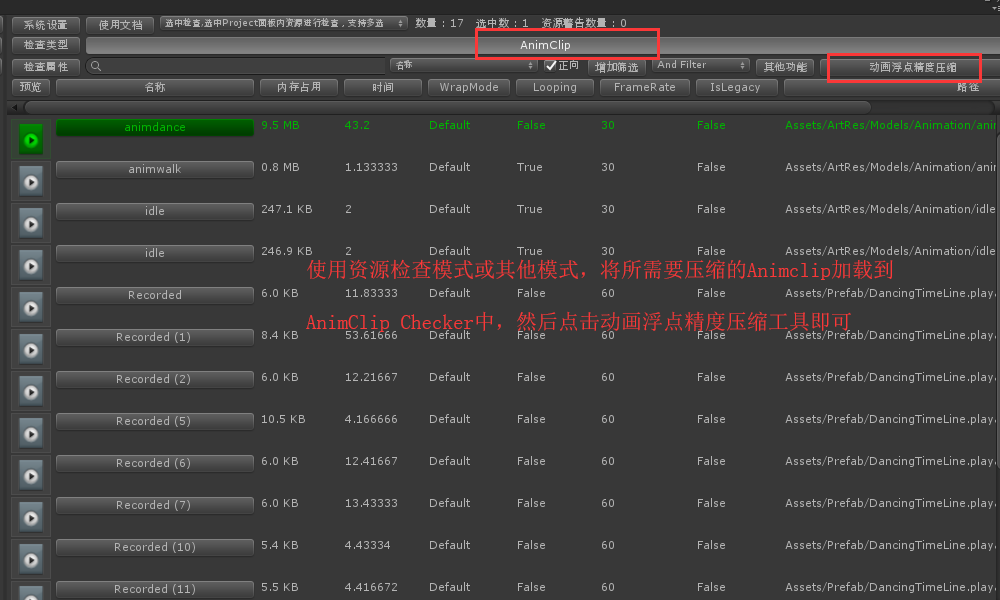 系统设置 使用文档 选中检查,选中Project面板内资源进行检查，支持多选 数量：17 选中数：1 资源警告数量：0
检查类型 AnimClip
检查属性 名称 正向 增加筛选 And Filter 其他功能 动画浮点精度压缩
预览 名称 内存占用 时间 WrapMode Looping FrameRate IsLegacy 路径
animdance 9.5 MB 43.2 Default False 30 False Assets/ArtRes/Models/Animation/ani
animwalk 0.8 MB 1.133333 Default True 30 False Assets/ArtRes/Models/Animation/ani
idle 247.1 KB 2 Default True 30 False Assets/ArtRes/Models/Animation/idle
idle 246.9 KB 2 Default True 30 False Assets/ArtRes/Models/Animation/idle
使用资源检查模式或其他模式，将所需要压缩的Animclip加载到
Recorded 6.0 KB 11.83333 Default False 60 False Assets/Prefab/DancingTimeLine.play
AnimClip Checker中，然后点击动画浮点精度压缩工具即可
Recorded (1) 8.4 KB 53.61666 Default False 60 False Assets/Prefab/DancingTimeLine.play
Recorded (2) 6.0 KB 12.21667 Default False 60 False Assets/Prefab/DancingTimeLine.play
Recorded (5) 10.5 KB 4.166666 Default False 60 False Assets/Prefab/DancingTimeLine.play
Recorded (6) 6.0 KB 12.41667 Default False 60 False Assets/Prefab/DancingTimeLine.play
Recorded (7) 6.0 KB 13.43333 Default False 60 False Assets/Prefab/DancingTimeLine.play
Recorded (10) 5.4 KB 4.43334 Default False 60 False Assets/Prefab/DancingTimeLine.play
Recorded (11) 5.5 KB 4.416672 Default False 60 False Assets/Prefab/DancingTimeLine.play